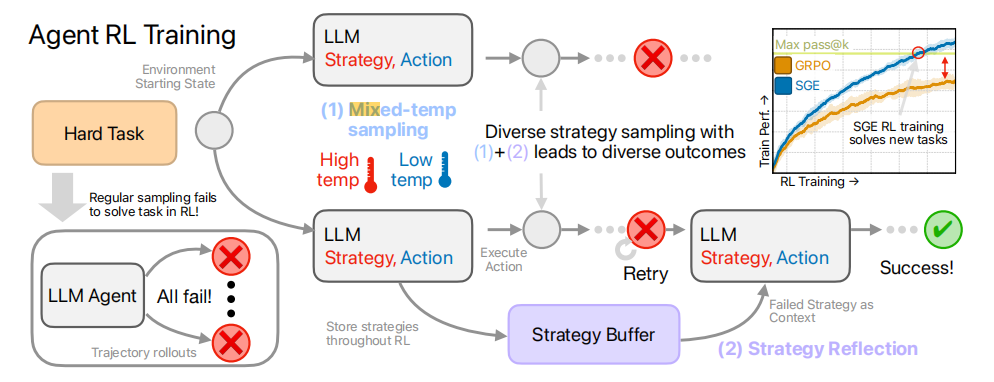 Agent RL Training
Environment
Starting State
Hard Task
Regular sampling fails
to solve task in RL!
LLM Agent
All fail!
Trajectory rollouts
LLM
Strategy, Action
(1) Mixed-temp
sampling
High
temp
Low
temp
Diverse strategy sampling with
(1)+(2) leads to diverse outcomes
LLM
Strategy, Action
Execute
Action
Retry
LLM
Strategy, Action
Success!
Store strategies
throughout RL
Strategy Buffer
Failed Strategy as
Context
(2) Strategy Reflection
Max pass@k
GRPO
SGE
SGE RL training
solves new tasks
Train Perf. →
RL Training →